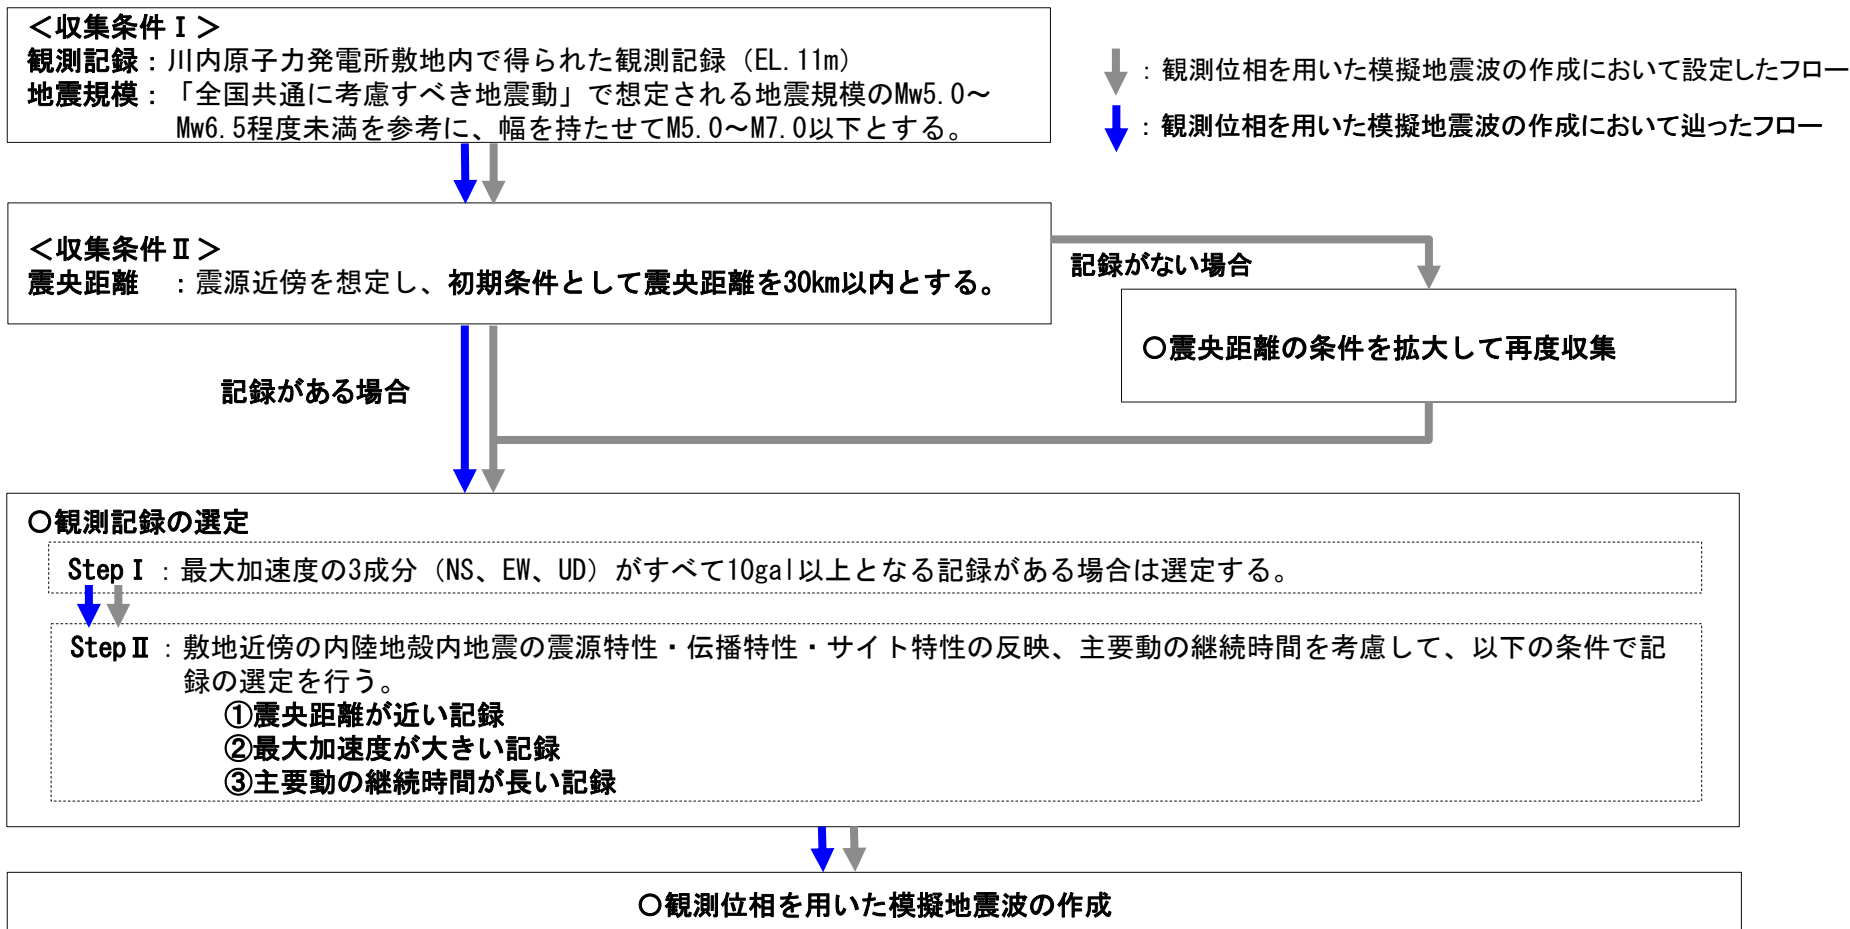 ＜収集条件Ⅰ＞
観測記録：川内原子力発電所敷地内で得られた観測記録（EL.11m）
地震規模：「全国共通に考慮すべき地震動」で想定される地震規模のMw5.0～
Mw6.5程度未満を参考に、幅を持たせてM5.0～M7.0以下とする。
：観測位相を用いた模擬地震波の作成において設定したフロー
：観測位相を用いた模擬地震波の作成において辿ったフロー
＜収集条件Ⅱ＞
震央距離　：震源近傍を想定し、初期条件として震央距離を30km以内とする。
記録がない場合
〇震央距離の条件を拡大して再度収集
記録がある場合
〇観測記録の選定
StepⅠ：最大加速度の3成分（NS、EW、UD）がすべて10gal以上となる記録がある場合は選定する。
StepⅡ：敷地近傍の内陸地殻内地震の震源特性・伝播特性・サイト特性の反映、主要動の継続時間を考慮して、以下の条件で記
録の選定を行う。
①震央距離が近い記録
②最大加速度が大きい記録
③主要動の継続時間が長い記録
〇観測位相を用いた模擬地震波の作成